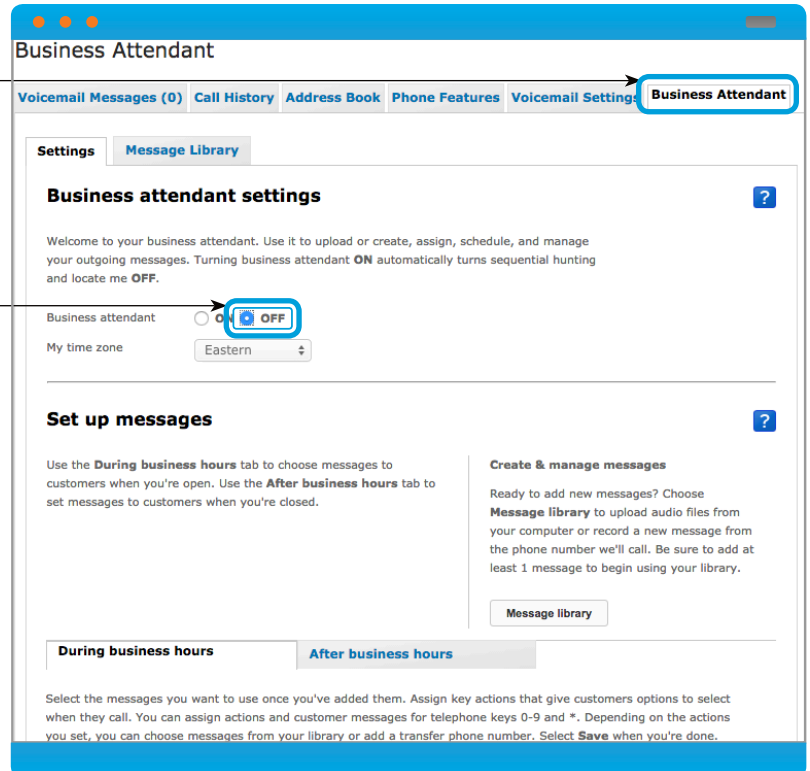 Business Attendant
Voicemail Messages (0) Call History Address Book Phone Features Voicemail Settings Business Attendant
Settings Message Library
Business attendant settings
?
Welcome to your business attendant. Use it to upload or create, assign, schedule, and manage
your outgoing messages. Turning business attendant ON automatically turns sequential hunting
and locate me OFF.
Business attendant ON OFF
My time zone Eastern
Set up messages
?
Use the During business hours tab to choose messages to
customers when you're open. Use the After business hours tab to
set messages to customers when you're closed.
Create & manage messages
Ready to add new messages? Choose
Message library to upload audio files from
your computer or record a new message from
the phone number we'll call. Be sure to add at
least 1 message to begin using your library.
Message library
During business hours After business hours
Select the messages you want to use once you've added them. Assign key actions that give customers options to select
when they call. You can assign actions and customer messages for telephone keys 0-9 and *. Depending on the actions
you set, you can choose messages from your library or add a transfer phone number. Select Save when you're done.